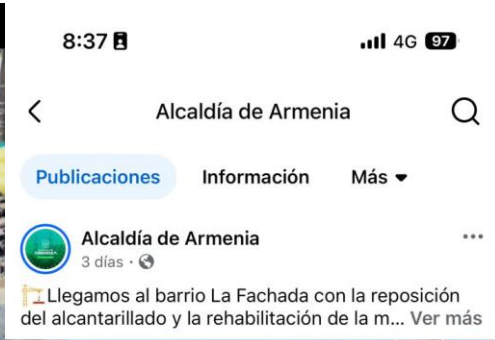 8:37
4G 97
Alcaldía de Armenia
Publicaciones Información Más
Alcaldía de Armenia
3 días ·
Llegamos al barrio La Fachada con la reposición
del alcantarillado y la rehabilitación de la m... Ver más